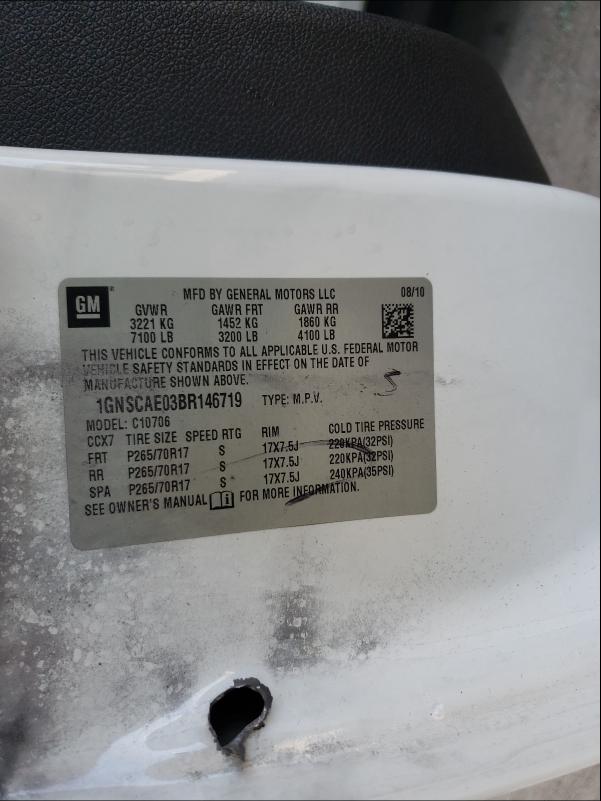 GM
MFD BY GENERAL MOTORS LLC 08/10
GVWR GAWR FRT GAWR RR
3221 KG 1452 KG 1860 KG
7100 LB 3200 LB 4100 LB
THIS VEHICLE CONFORMS TO ALL APPLICABLE U.S. FEDERAL MOTOR
VEHICLE SAFETY STANDARDS IN EFFECT ON THE DATE OF
MANUFACTURE SHOWN ABOVE.
1GNSCAE03BR146719 TYPE: M.P.V.
MODEL: C10706
CCX7 TIRE SIZE SPEED RTG RIM COLD TIRE PRESSURE
FRT P265/70R17 S 17X7.5J 220KPA(32PSI)
RR P265/70R17 S 17X7.5J 220KPA(32PSI)
SPA P265/70R17 S 17X7.5J 240KPA(35PSI)
SEE OWNER'S MANUAL FOR MORE INFORMATION.